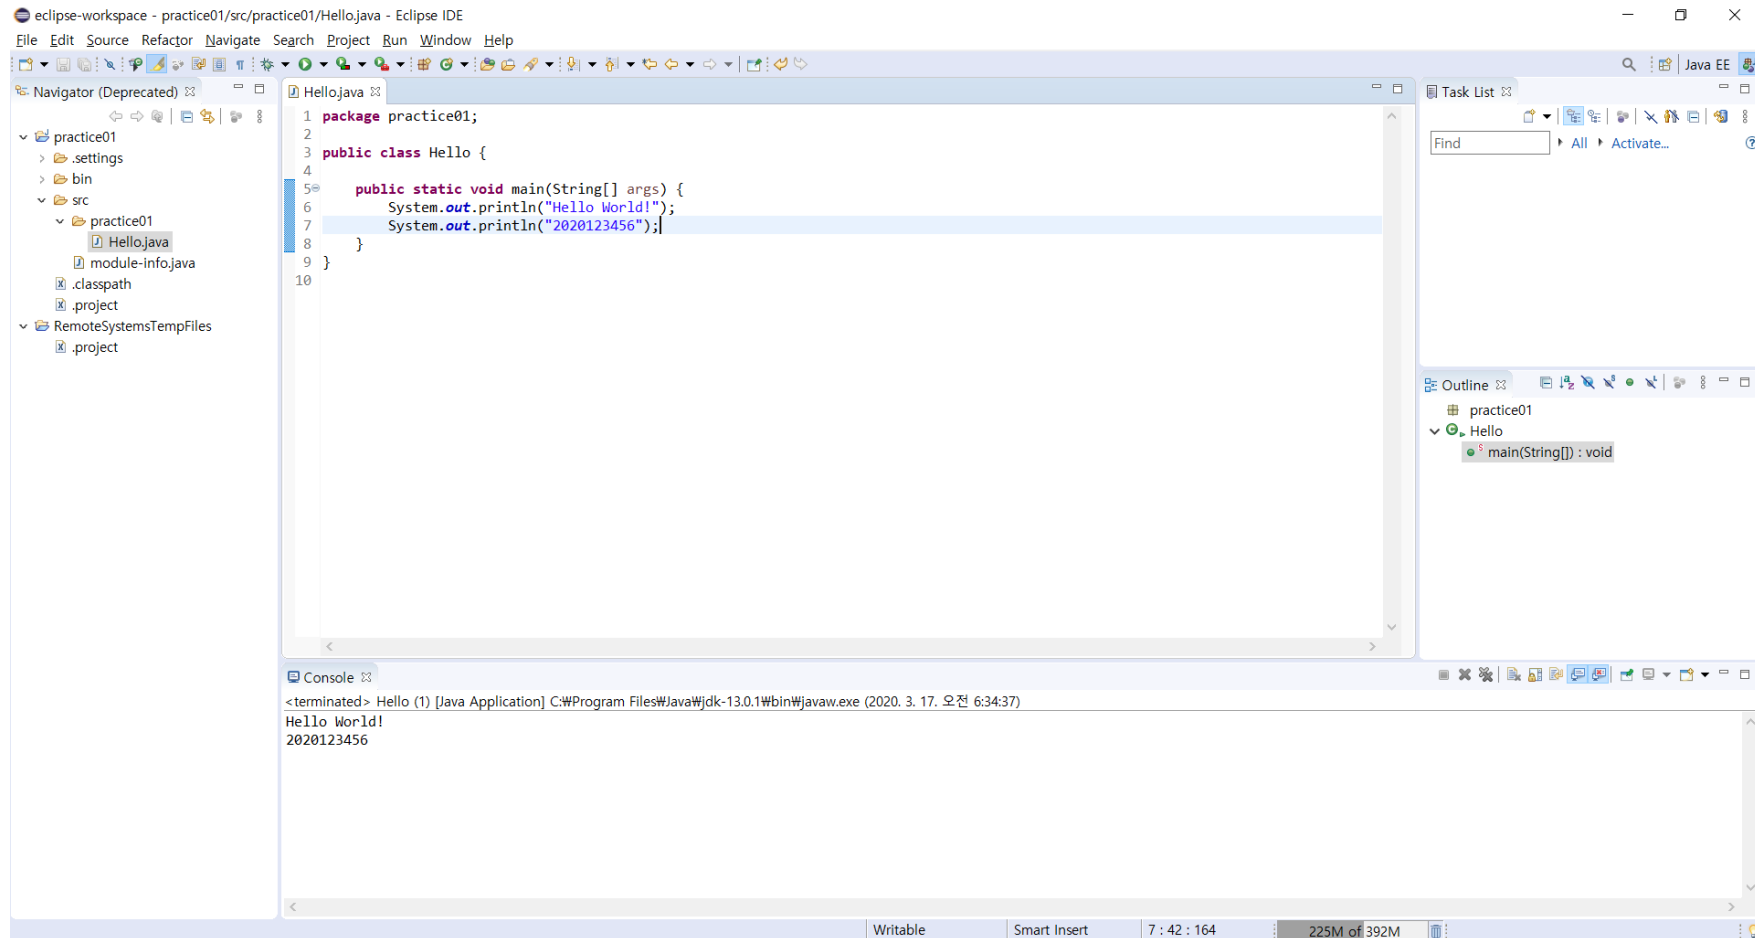 eclipse-workspace - practice01/src/practice01/Hello.java - Eclipse IDE
File Edit Source Refactor Navigate Search Project Run Window Help
Java EE
Navigator (Deprecated)
practice01
.settings
bin
src
practice01
Hello.java
module-info.java
.classpath
.project
RemoteSystemsTempFiles
.project
Hello.java
1 package practice01;
2
3 public class Hello {
4
5 public static void main(String[] args) {
6 System.out.println("Hello World!");
7 System.out.println("2020123456");
8 }
9 }
10
Task List
Find All Activate...
Outline
practice01
Hello
main(String[]) : void
Console
<terminated> Hello (1) [Java Application] C:₩Program Files₩Java₩jdk-13.0.1₩bin₩javaw.exe (2020. 3. 17. 오전 6:34:37)
Hello World!
2020123456
Writable Smart Insert 7 : 42 : 164 225M of 392M